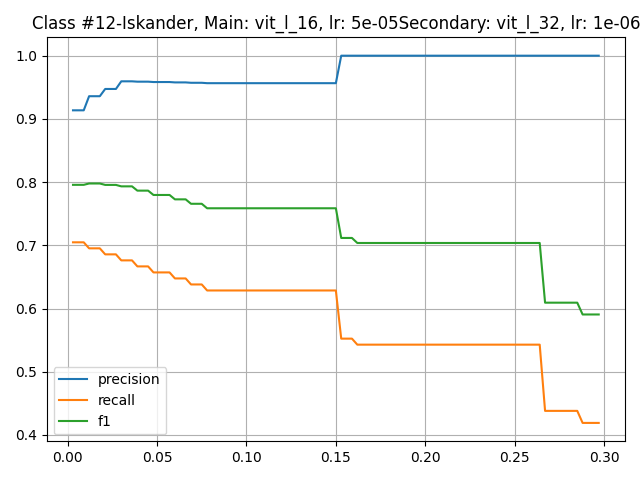 Class #12-Iskander, Main: vit_l_16, lr: 5e-05Secondary: vit_l_32, lr: 1e-06
1.0
0.9
0.8
0.7
0.6
0.5
0.4
precision
recall
f1
0.00 0.05 0.10 0.15 0.20 0.25 0.30